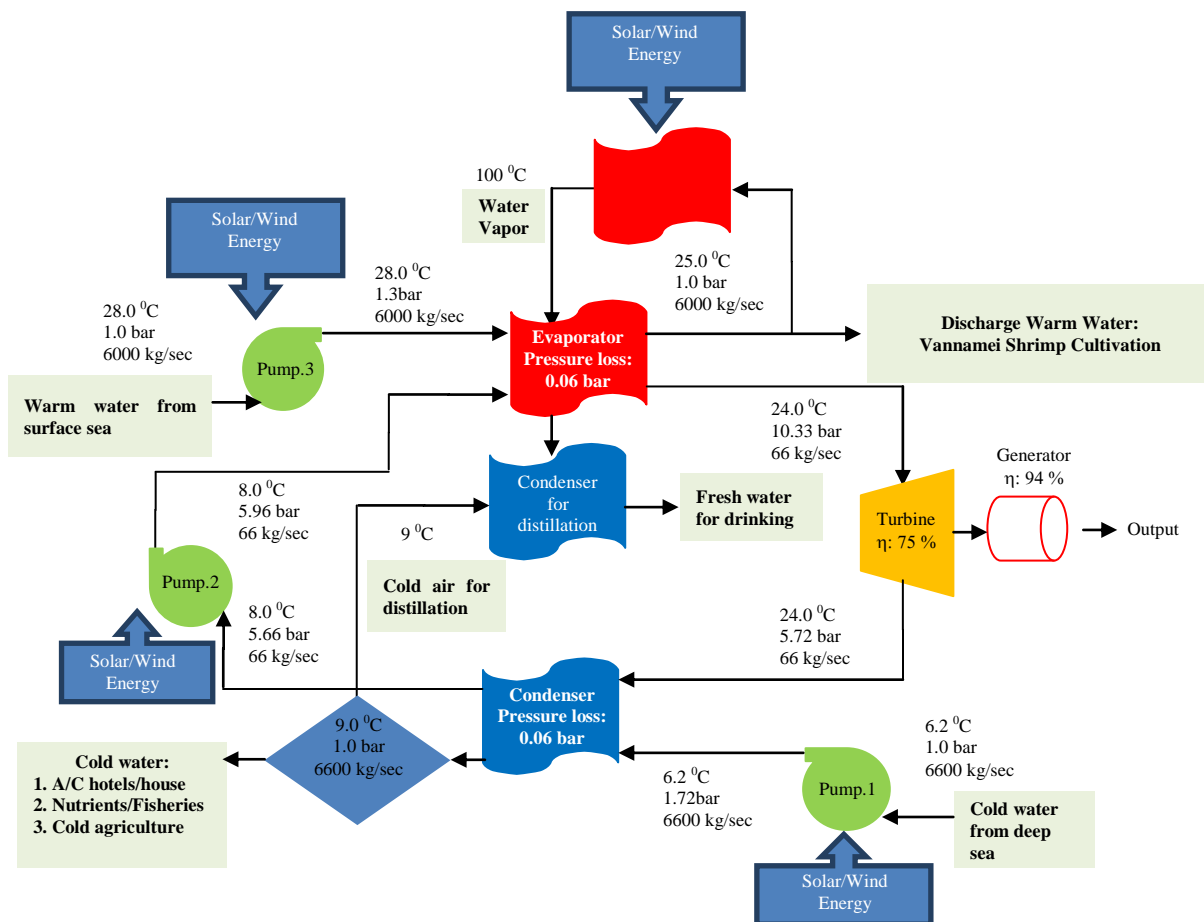 Solar/Wind
Energy
100 ⁰C
Water
Vapor
Solar/Wind
Energy
28.0 ⁰C
1.0 bar
6000 kg/sec
28.0 ⁰C
1.3bar
6000 kg/sec
25.0 ⁰C
1.0 bar
6000 kg/sec
Pump.3
Evaporator
Pressure loss:
0.06 bar
Discharge Warm Water:
Vannamei Shrimp Cultivation
Warm water from
surface sea
24.0 ⁰C
10.33 bar
66 kg/sec
Generator
η: 94 %
8.0 ⁰C
5.96 bar
66 kg/sec
Condenser
for
distillation
Fresh water
for drinking
Turbine
η: 75 %
Output
9 ⁰C
Pump.2
Cold air for
distillation
8.0 ⁰C
5.66 bar
66 kg/sec
24.0 ⁰C
5.72 bar
66 kg/sec
Solar/Wind
Energy
Condenser
Pressure loss:
0.06 bar
9.0 ⁰C
1.0 bar
6600 kg/sec
6.2 ⁰C
1.0 bar
6600 kg/sec
Cold water:
1. A/C hotels/house
2. Nutrients/Fisheries
3. Cold agriculture
6.2 ⁰C
1.72bar
6600 kg/sec
Pump.1
Cold water
from deep
sea
Solar/Wind
Energy